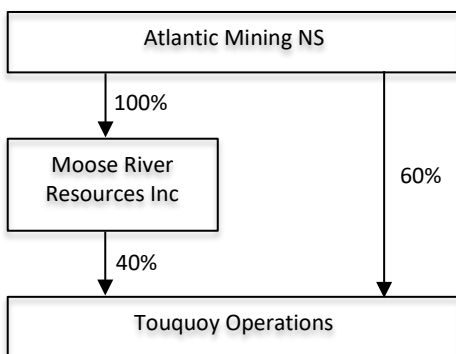 Atlantic Mining NS
100%
Moose River
Resources Inc
60%
40%
Touquoy Operations